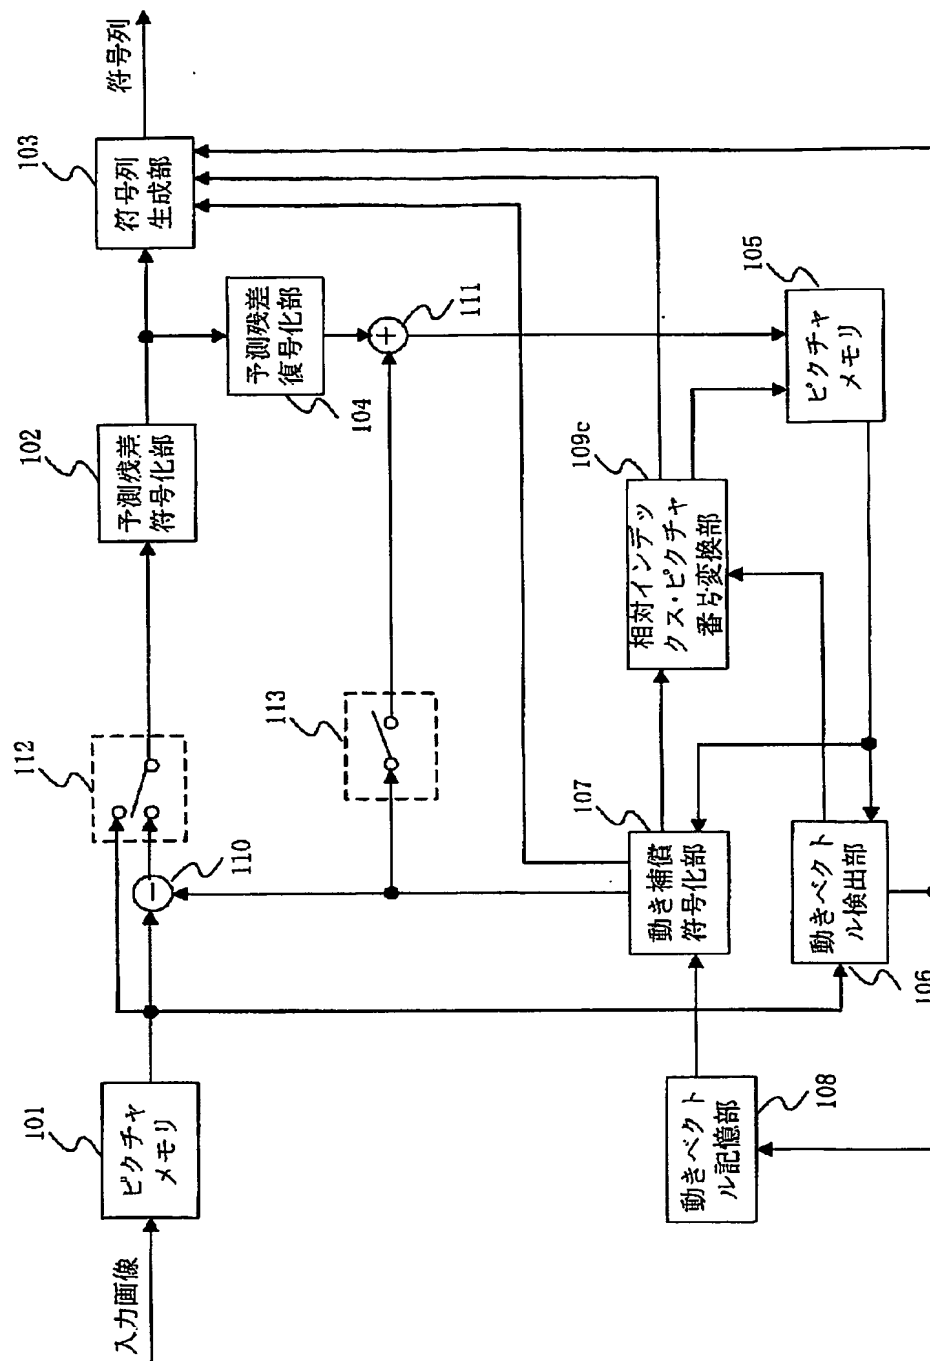 入力画像
101
ピクチャ
メモリ
112
110
102
予測残差
符号化部
103
符号列
生成部
符号列
予測残差
復号化部
104
+
111
113
105
ピクチャ
メモリ
109c
相対インデッ
クス・ピクチャ
番号変換部
107
動き補償
符号化部
動きベクト
ル検出部
106
動きベクト
ル記憶部
108